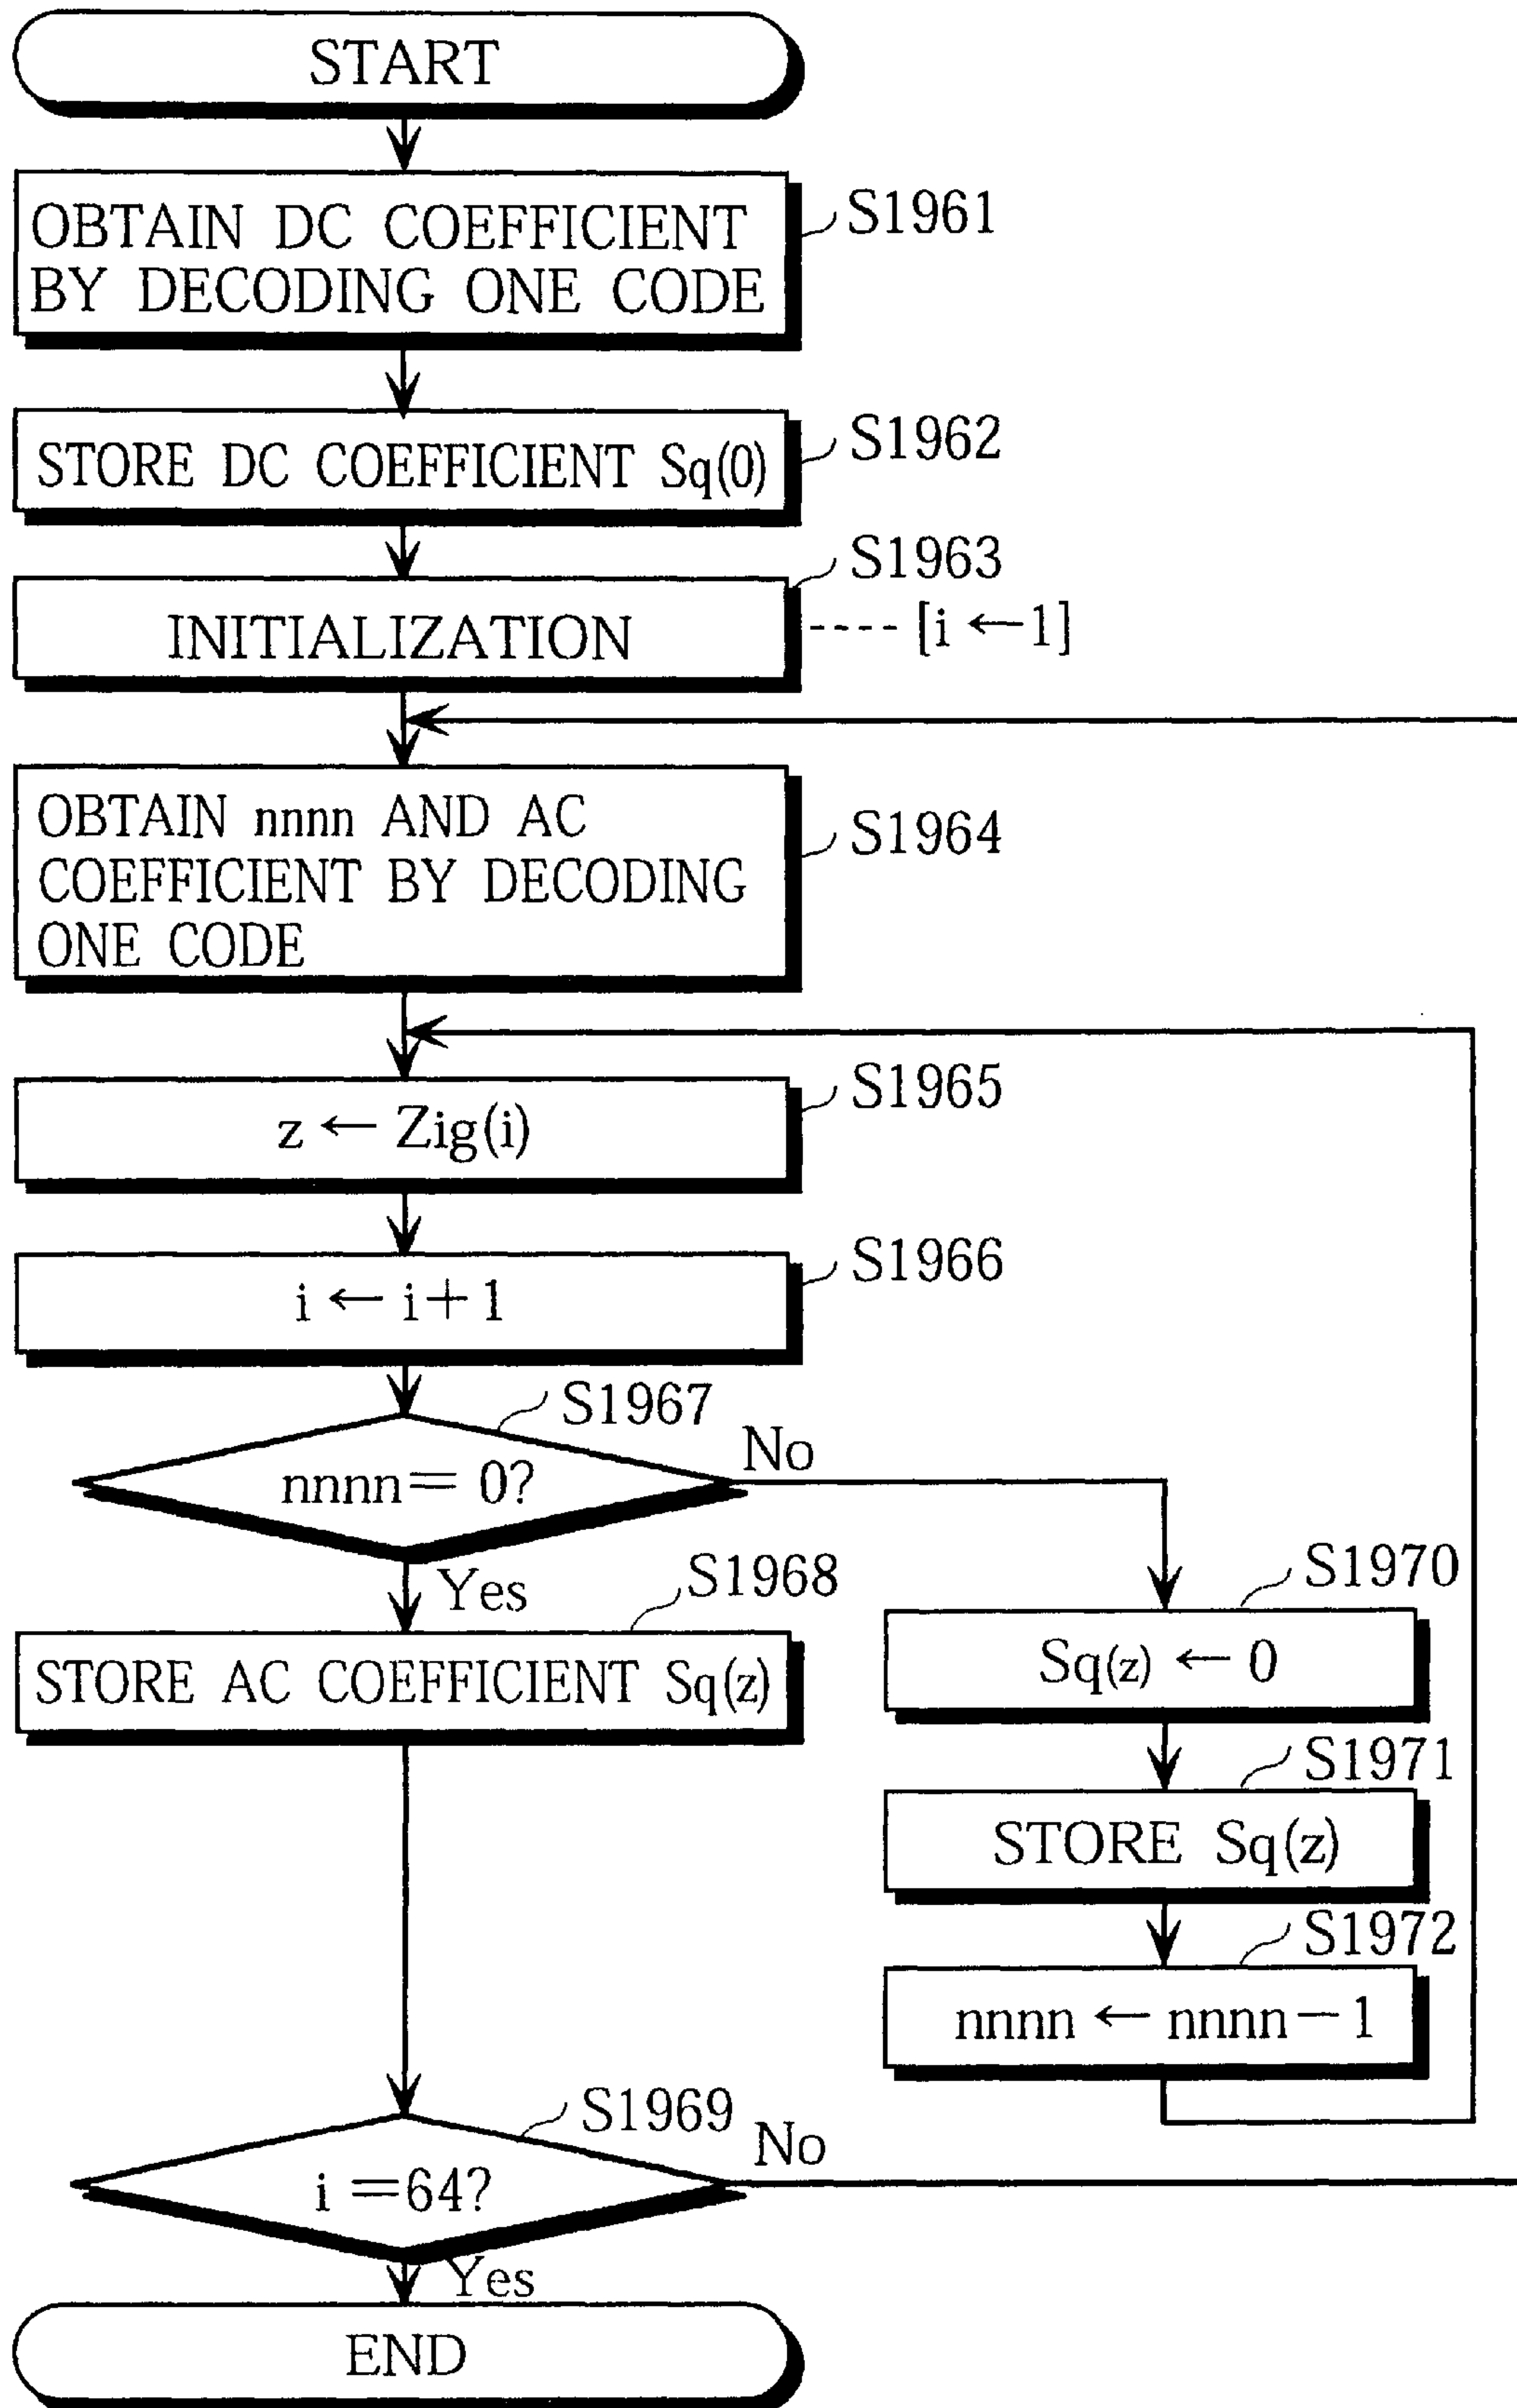 START
OBTAIN DC COEFFICIENT
BY DECODING ONE CODE
S1961
STORE DC COEFFICIENT Sq(0)
S1962
S1963
INITIALIZATION
[i ←1]
OBTAIN nnnn AND AC
COEFFICIENT BY DECODING
ONE CODE
S1964
z ← Zig(i)
S1965
i ← i+1
S1966
S1967
nnnn= 0?
No
Yes
S1968
STORE AC COEFFICIENT Sq(z)
S1970
Sq(z) ← 0
S1971
STORE Sq(z)
S1972
nnnn ← nnnn−1
S1969
i =64?
No
Yes
END